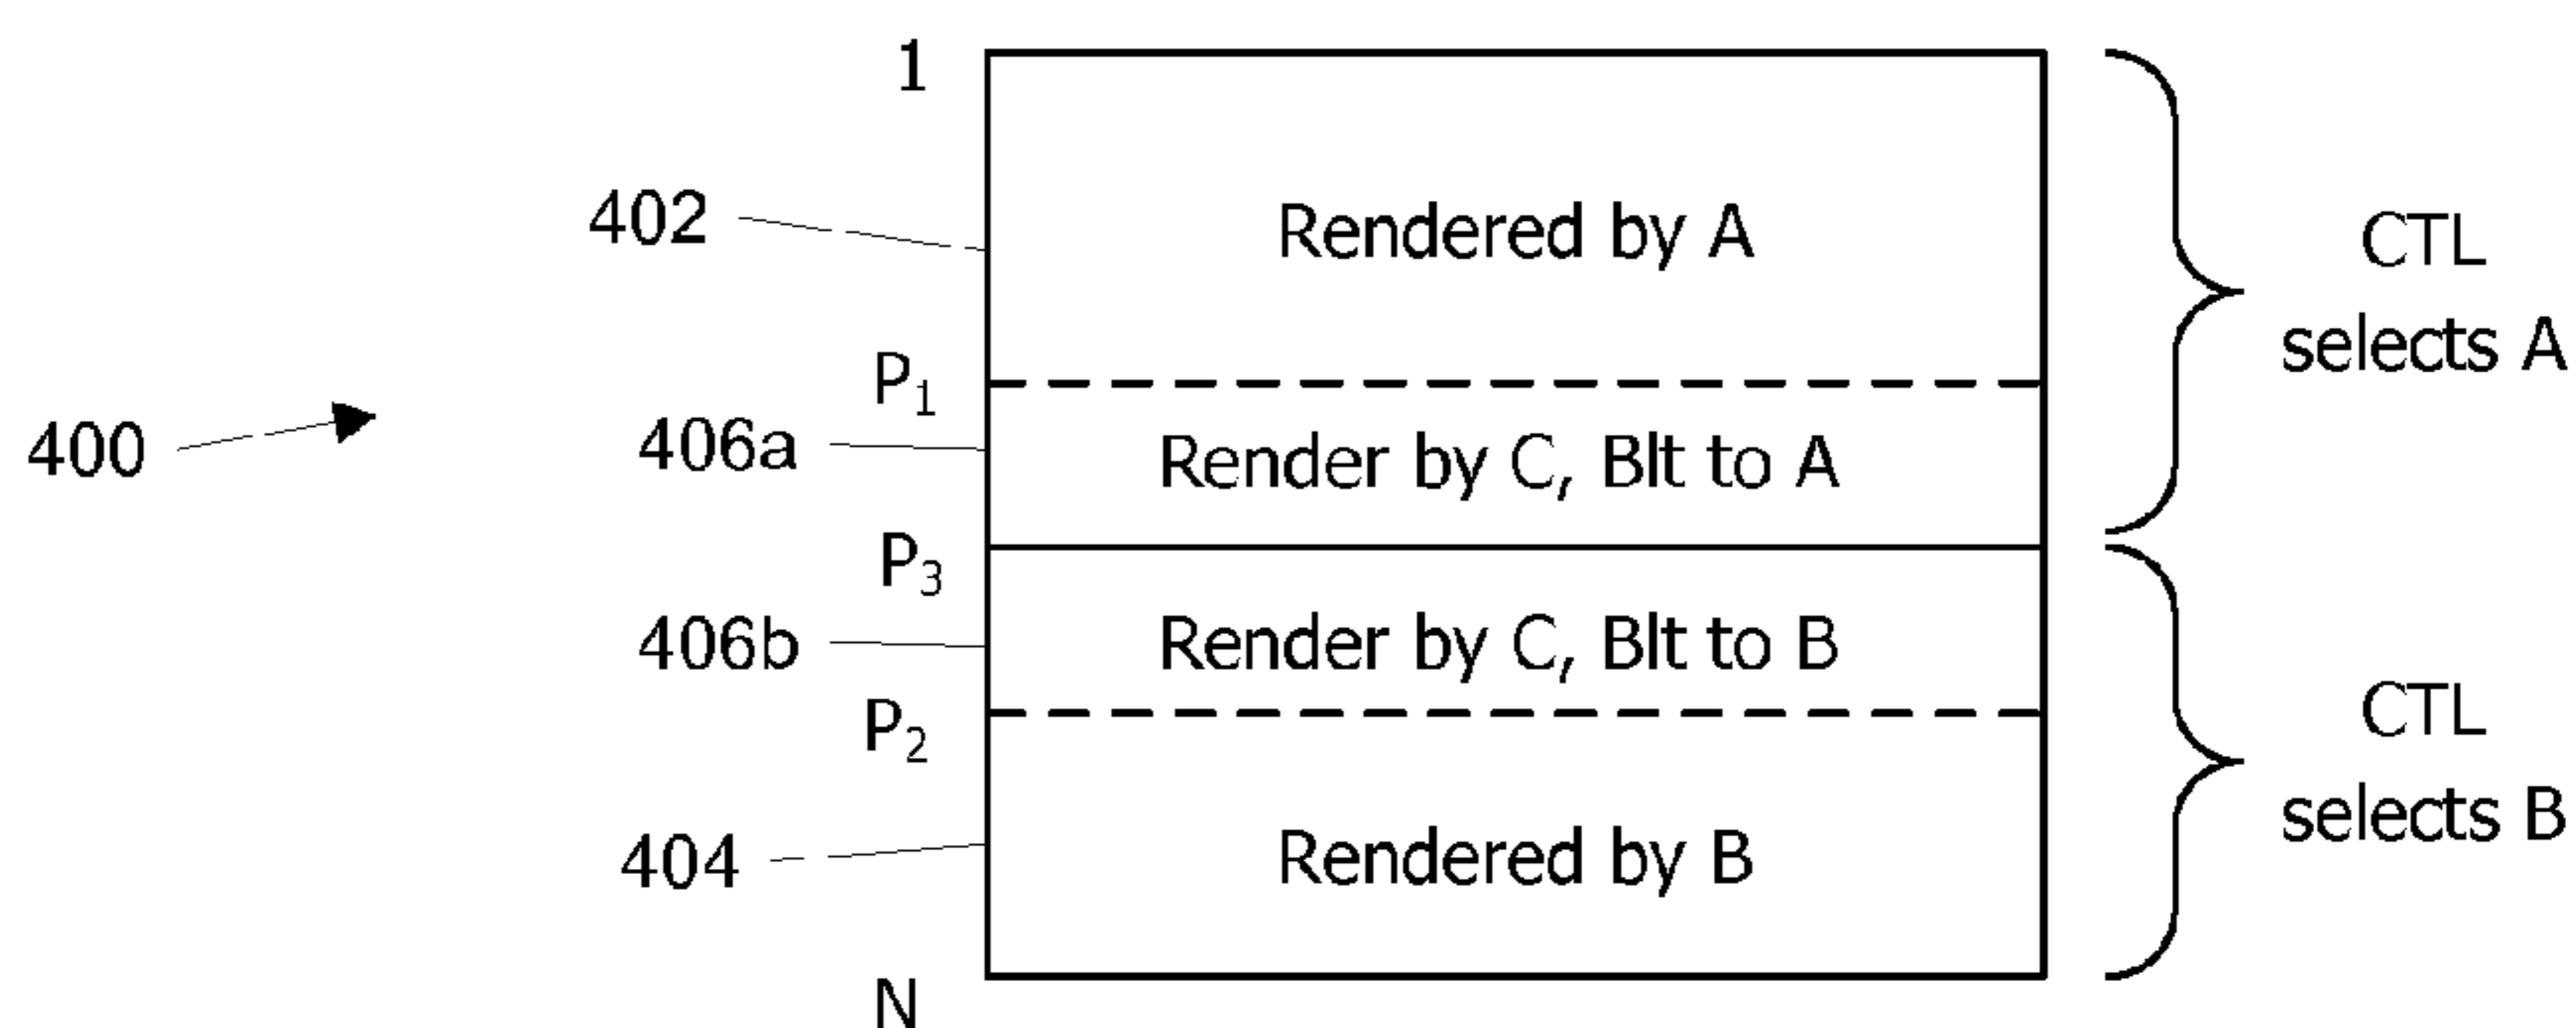 1
402
Rendered by A
CTL
selects A
P1
400
406a
Render by C, Blt to A
P3
406b
Render by C, Blt to B
P2
CTL
selects B
404
Rendered by B
N